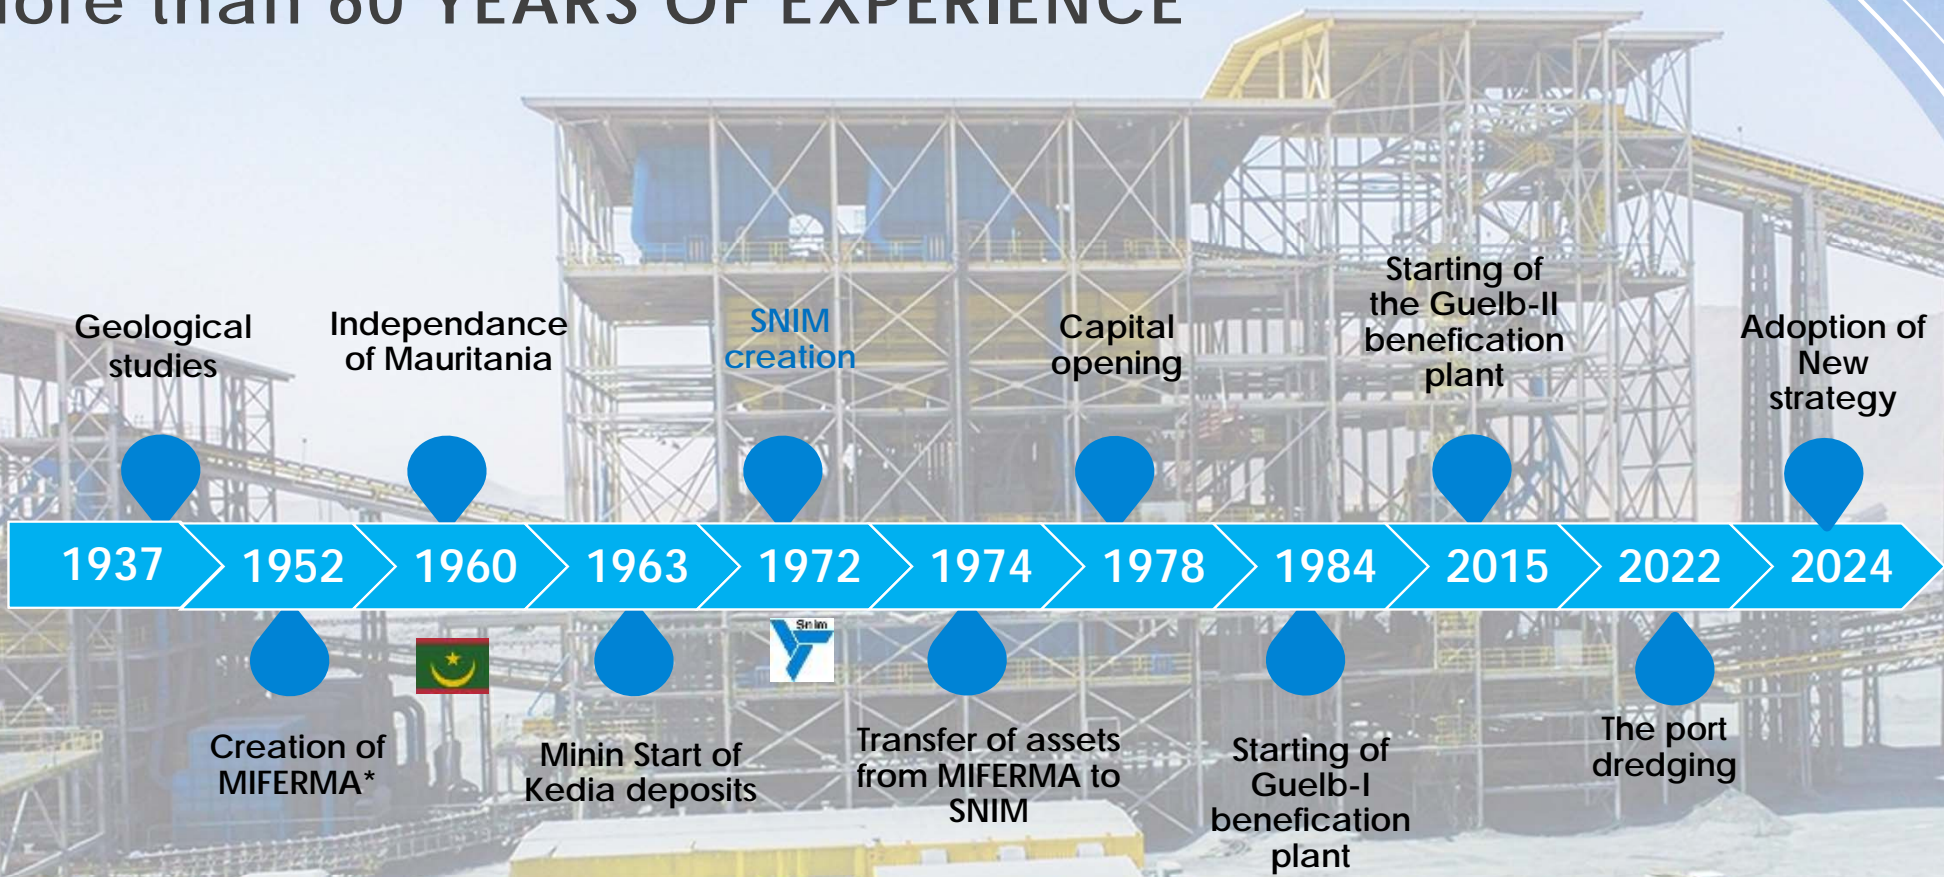 more than 60 YEARS OF EXPERIENCE
Geological
studies
Independance
of Mauritania
SNIM
creation
Capital
opening
Starting of
the Guelb-II
benefication
plant
Adoption of
New
strategy
1937
1952
1960
1963
1972
1974
1978
1984
2015
2022
2024
Snim
Creation of
MIFERMA*
Minin Start of
Kedia deposits
Transfer of assets
from MIFERMA to
SNIM
Starting of
Guelb-I
benefication
plant
The port
dredging